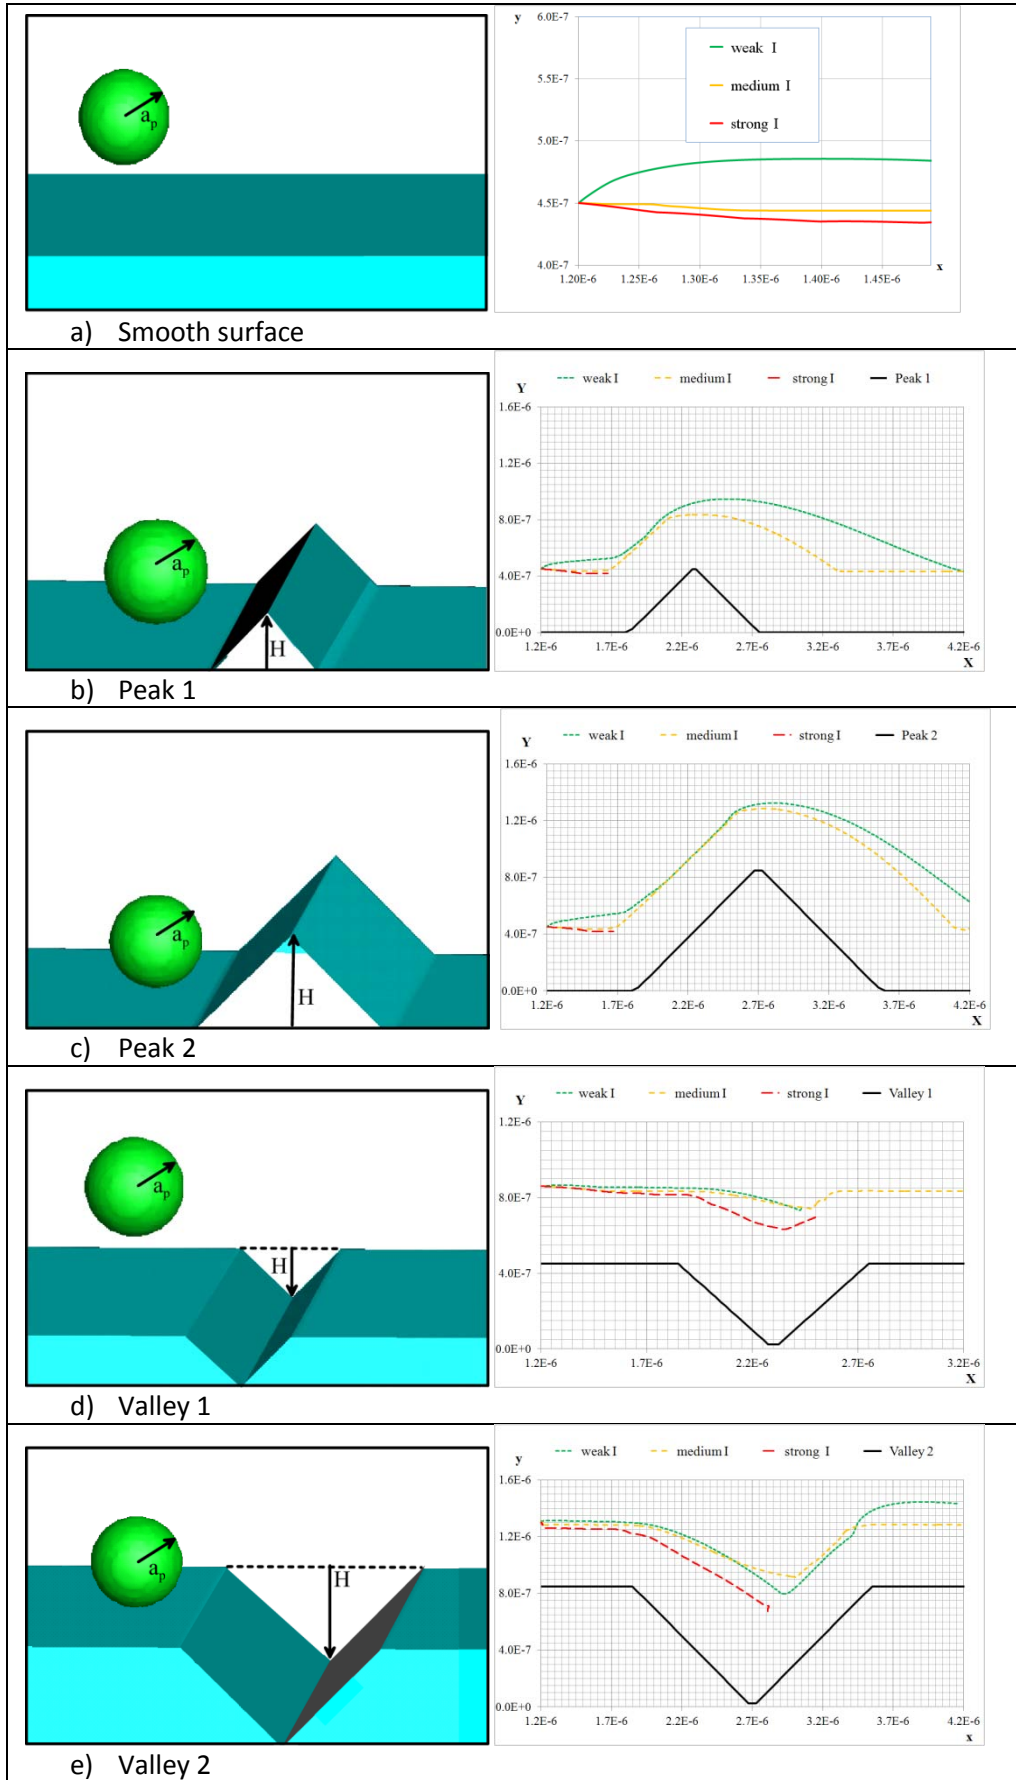 y
6.0E-7
weak I
5.5E-7
medium I
strong I
5.0E-7
4.5E-7
4.0E-7
x
1.20E-6 1.25E-6 1.30E-6 1.35E-6 1.40E-6 1.45E-6
a_p
a) Smooth surface
weak I medium I strong I Peak 1
Y
1.6E-6
1.2E-6
8.0E-7
4.0E-7
0.0E+0
1.2E-6 1.7E-6 2.2E-6 2.7E-6 3.2E-6 3.7E-6 4.2E-6
X
a_p
H
b) Peak 1
weak I medium I strong I Peak 2
Y
1.6E-6
1.2E-6
8.0E-7
4.0E-7
0.0E+0
1.2E-6 1.7E-6 2.2E-6 2.7E-6 3.2E-6 3.7E-6 4.2E-6
X
a_p
H
c) Peak 2
weak I medium I strong I Valley 1
Y
1.2E-6
8.0E-7
4.0E-7
0.0E+0
1.2E-6 1.7E-6 2.2E-6 2.7E-6 3.2E-6
X
a_p
H
d) Valley 1
weak I medium I strong I Valley 2
y
1.6E-6
1.2E-6
8.0E-7
4.0E-7
0.0E+0
1.2E-6 1.7E-6 2.2E-6 2.7E-6 3.2E-6 3.7E-6 4.2E-6
x
a_p
H
e) Valley 2